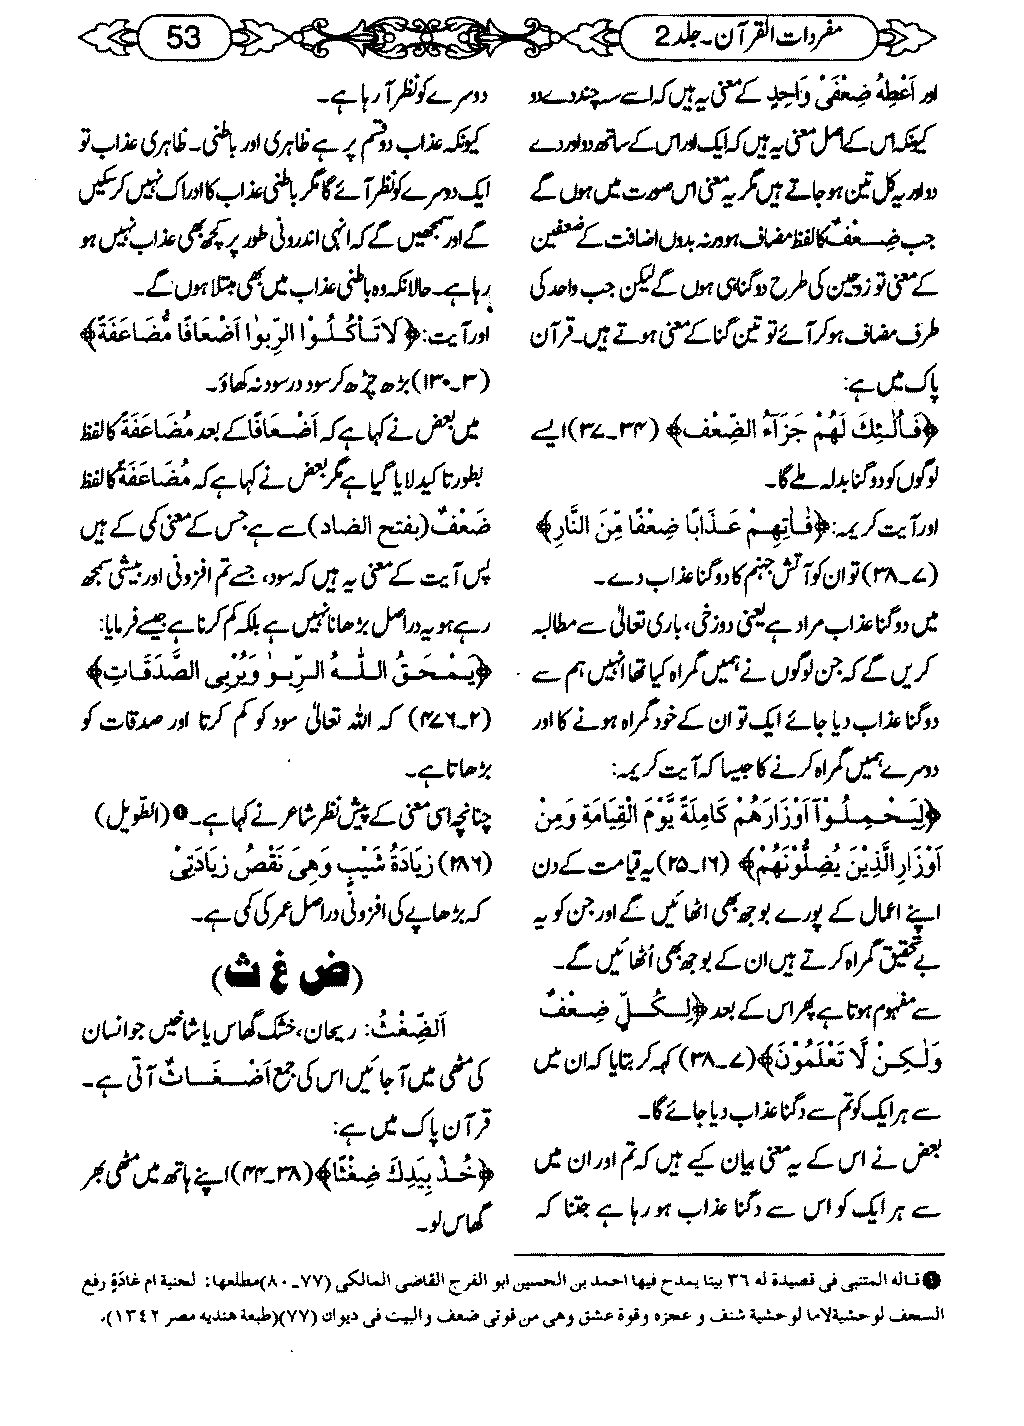 مفردات القرآن۔ جلد 2
53
اور اَعْطِهٖ ضِعْفَیْ وَاحِدٍ کے معنی یہ ہیں کہ اسے سہ چند دے دو
کیونکہ اس کے اصل معنی یہ ہیں کہ ایک اور اس کے ساتھ دو اور دے
دو اور یہ کل تین ہو جاتے ہیں مگر یہ معنی اس صورت میں ہوں گے
جب ضِعْفٌ کا لفظ مضاف ہو ورنہ بدوں اضافت کے ضعفین
کے معنی تو زوجین کی طرح دوگنا ہی ہوں گے لیکن جب واحد کی
طرف مضاف ہو کر آئے تو تین گنا کے معنی ہوتے ہیں۔ قرآن
پاک میں ہے:
﴿فَاُلٰٓئِكَ لَهُمْ جَزَآءُ الضِّعْفِ﴾ (۳۴۔۳۷) ایسے
لوگوں کو دوگنا بدلہ ملے گا۔
اور آیت کریمہ: ﴿فَاٰتِهِمْ عَذَابًا ضِعْفًا مِّنَ النَّارِ﴾
(۷۔۳۸) تو ان کو آتش جہنم کا دوگنا عذاب دے۔
میں دوگنا عذاب مراد ہے یعنی دوزخی، باری تعالیٰ سے مطالبہ
کریں گے کہ جن لوگوں نے ہمیں گمراہ کیا تھا انہیں ہم سے
دوگنا عذاب دیا جائے ایک تو ان کے خود گمراہ ہونے کا اور
دوسرے ہمیں گمراہ کرنے کا جیسا کہ آیت کریمہ:
﴿لِيَحْمِلُوْٓا اَوْزَارَهُمْ كَامِلَةً يَّوْمَ الْقِيَامَةِ وَمِنْ
اَوْزَارِ الَّذِيْنَ يُضِلُّوْنَهُمْ﴾ (۱۶۔۲۵) یہ قیامت کے دن
اپنے اعمال کے پورے بوجھ بھی اٹھائیں گے اور جن کو یہ
بے تحقیق گمراہ کرتے ہیں ان کے بوجھ بھی اُٹھائیں گے۔
سے مفہوم ہوتا ہے پھر اس کے بعد ﴿لِكُلٍّ ضِعْفٌ
وَلٰكِنْ لَّا تَعْلَمُوْنَ﴾ (۷۔۳۸) کہہ کر بتایا کہ ان میں
سے ہر ایک کو تم سے دگنا عذاب دیا جائے گا۔
بعض نے اس کے یہ معنی بیان کیے ہیں کہ تم اور ان میں
سے ہر ایک کو اس سے دگنا عذاب ہو رہا ہے جتنا کہ
دوسرے کو نظر آ رہا ہے۔
کیونکہ عذاب دو قسم پر ہے ظاہری اور باطنی۔ ظاہری عذاب تو
ایک دوسرے کو نظر آئے گا مگر باطنی عذاب کا ادراک نہیں کر سکیں
گے اور سمجھیں گے کہ انہی اندرونی طور پر کچھ بھی عذاب نہیں ہو
رہا ہے۔ حالانکہ وہ باطنی عذاب میں بھی مبتلا ہوں گے۔
اور آیت: ﴿لَا تَاْكُلُوا الرِّبٰوا اَضْعَافًا مُّضَاعَفَةً﴾
(۳۔۱۳۰) بڑھ چڑھ کر سود در سود نہ کھاؤ۔
میں بعض نے کہا ہے کہ اَضْعَافًا کے بعد مُضَاعَفَةً کا لفظ
بطور تاکید لایا گیا ہے مگر بعض نے کہا ہے کہ مُضَاعَفَةً کا لفظ
ضَعْفٌ (بفتح الضاد) سے ہے جس کے معنی کمی کے ہیں
پس آیت کے معنی یہ ہیں کہ سود، جسے تم افزونی اور بیشی سمجھ
رہے ہو یہ دراصل بڑھانا نہیں ہے بلکہ کم کرنا ہے جیسے فرمایا:
﴿يَمْحَقُ اللّٰهُ الرِّبٰوا وَيُرْبِى الصَّدَقَاتِ﴾
(۲۔۴۷۶) کہ اللہ تعالیٰ سود کو کم کرتا اور صدقات کو
بڑھاتا ہے۔
چنانچہ اسی معنی کے پیش نظر شاعر نے کہا ہے۔❶ (الطّویل)
(۲۸۶) زِيَادَةُ شَيْبٍ وَهِىَ نَقْصُ زِيَادَتِىْ
کہ بڑھاپے کی افزونی دراصل عمر کی کمی ہے۔
(ض غ ث)
اَلضِّغْثُ: ریحان، خشک گھاس یا شاخیں جو انسان
کی مٹھی میں آ جائیں اس کی جمع اَضْغَاثٌ آتی ہے۔
قرآن پاک میں ہے:
﴿خُذْ بِيَدِكَ ضِغْثًا﴾ (۳۸۔۴۴) اپنے ہاتھ میں مٹھی بھر
گھاس لو۔
❶ قاله المتنبى فى قصيدة له ٣٦ بيتا يمدح فيها احمد بن الحسين ابو الفرج القاضى المالكى (٧٧-٨٠) مطلعها: لجنية ام غادة رفع
السجف لوحشية لاما لوحشية شنف و عجزه وقوة عشق وهى من قوتى ضعف والبيت فى ديوان (٧٧) (طبعة هنديه مصر ١٣٤٢)۔